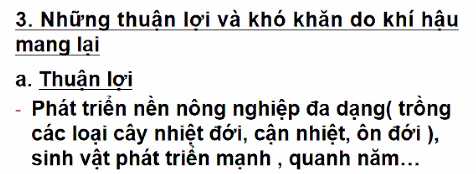 3. Những thuận lợi và khó khăn do khí hậu
mang lại
a. Thuận lợi
- Phát triển nền nông nghiệp đa dạng( trồng
các loại cây nhiệt đới, cận nhiệt, ôn đới ),
sinh vật phát triển mạnh , quanh năm...